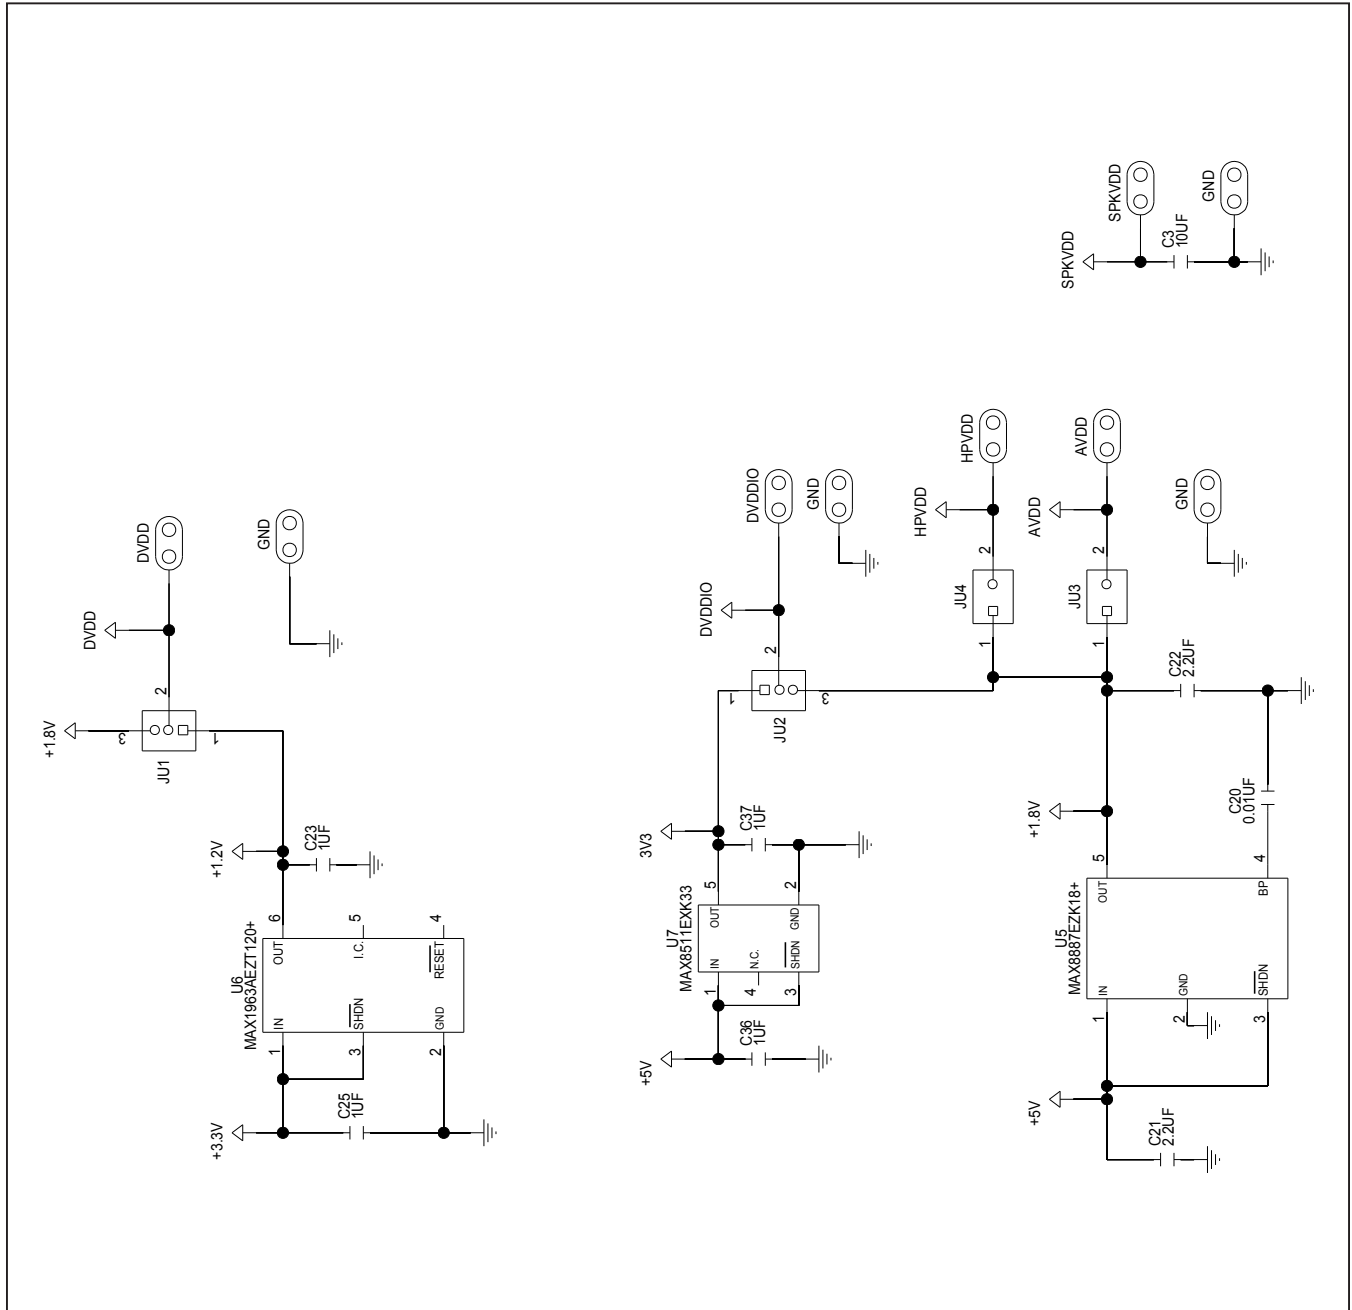 +3.3V
C25
1UF
1
3
2
U6
MAX1963AEZT120+
IN
SHDN
GND
OUT
I.C.
RESET
6
5
4
+1.2V
C23
1UF
+1.8V
3
1
2
JU1
DVDD
DVDD
GND
+5V
C36
1UF
1
4
3
U7
MAX8511EXK33
IN
N.C.
SHDN
OUT
GND
5
2
3V3
C37
1UF
1
3
2
JU2
DVDDIO
DVDDIO
GND
+5V
C21
2.2UF
1
2
3
U5
MAX8887EZK18+
IN
GND
SHDN
OUT
BP
5
4
+1.8V
C20
0.01UF
C22
2.2UF
1
JU4
2
HPVDD
HPVDD
1
JU3
2
AVDD
AVDD
GND
SPKVDD
SPKVDD
C3
10UF
GND